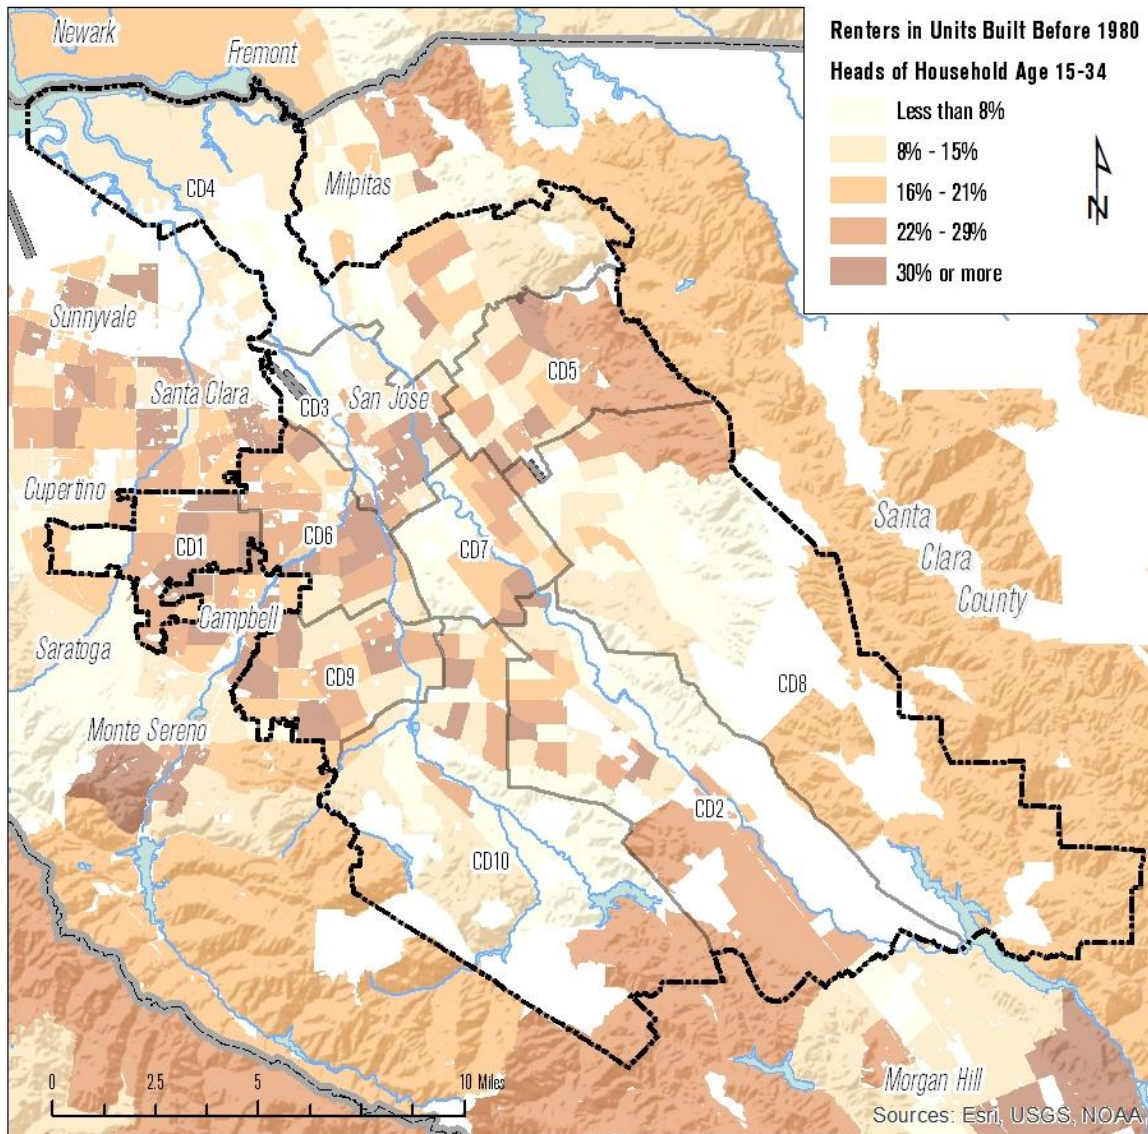 Renters in Units Built Before 1980
Heads of Household Age 15-34
Less than 8%
8% - 15%
16% - 21%
22% - 29%
30% or more
N
Newark
Fremont
CD4
Milpitas
Sunnyvale
Santa Clara
CD3
San Jose
CD5
Cupertino
CD1
CD6
CD7
Santa
Clara
County
Campbell
Saratoga
CD9
CD8
Monte Sereno
CD2
CD10
0 2.5 5 10 Miles
Morgan Hill
Sources: Esri, USGS, NOAA